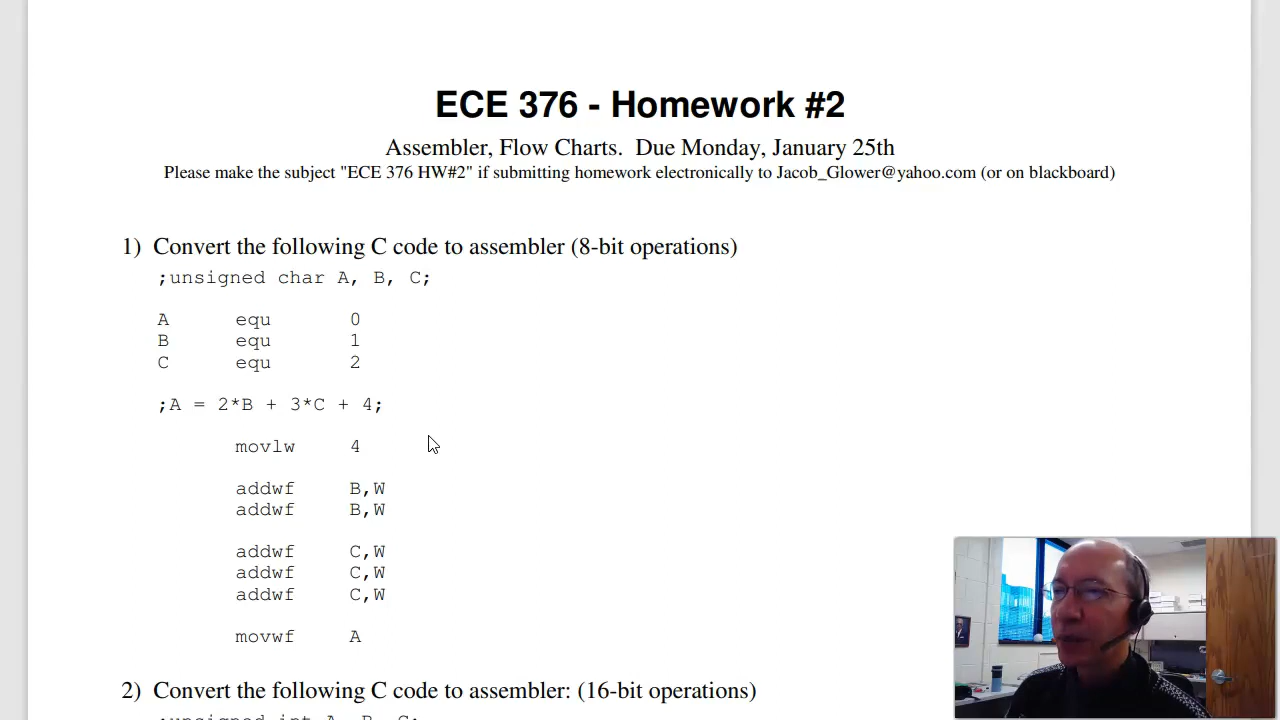 ECE 376 - Homework #2
Assembler, Flow Charts. Due Monday, January 25th
Please make the subject "ECE 376 HW#2" if submitting homework electronically to Jacob_Glower@yahoo.com (or on blackboard)
1) Convert the following C code to assembler (8-bit operations)
;unsigned char A, B, C;
A equ 0
B equ 1
C equ 2
;A = 2*B + 3*C + 4;
movlw 4
addwf B,W
addwf B,W
addwf C,W
addwf C,W
addwf C,W
movwf A
2) Convert the following C code to assembler: (16-bit operations)
;unsigned int A, B, C;